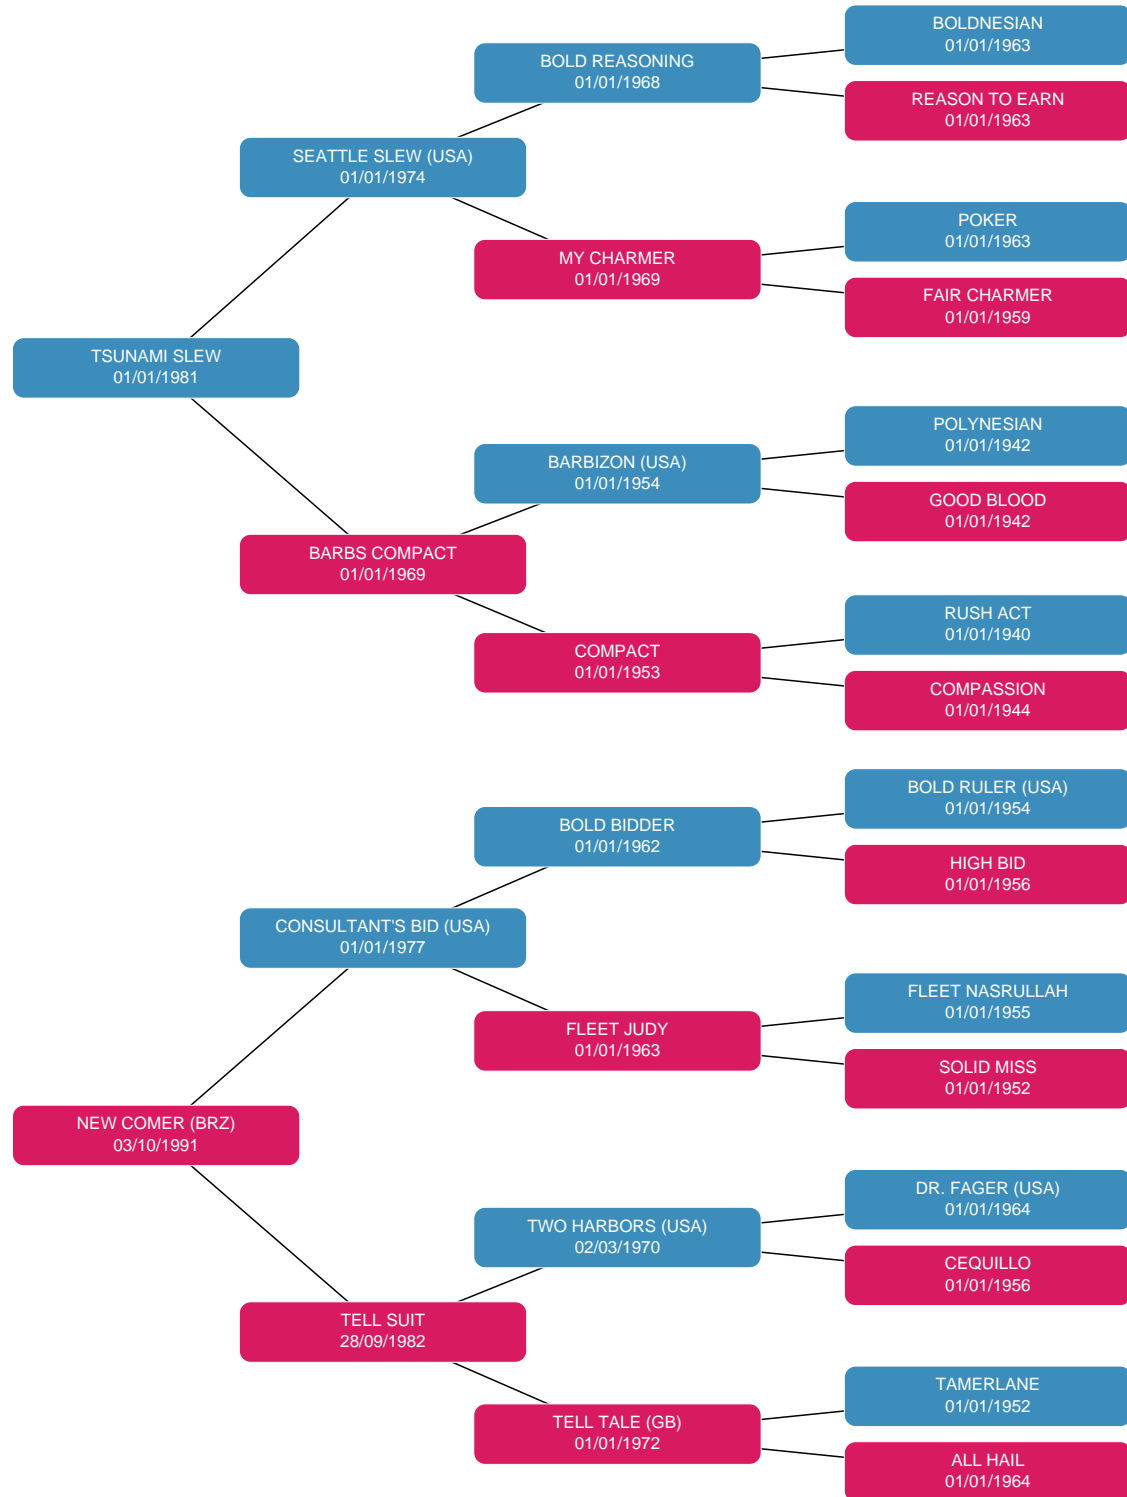 BOLDNESIAN
01/01/1963
BOLD REASONING
01/01/1968
REASON TO EARN
01/01/1963
SEATTLE SLEW (USA)
01/01/1974
POKER
01/01/1963
MY CHARMER
01/01/1969
FAIR CHARMER
01/01/1959
TSUNAMI SLEW
01/01/1981
POLYNESIAN
01/01/1942
BARBIZON (USA)
01/01/1954
GOOD BLOOD
01/01/1942
BARBS COMPACT
01/01/1969
RUSH ACT
01/01/1940
COMPACT
01/01/1953
COMPASSION
01/01/1944
BOLD RULER (USA)
01/01/1954
BOLD BIDDER
01/01/1962
HIGH BID
01/01/1956
CONSULTANT'S BID (USA)
01/01/1977
FLEET NASRULLAH
01/01/1955
FLEET JUDY
01/01/1963
SOLID MISS
01/01/1952
NEW COMER (BRZ)
03/10/1991
DR. FAGER (USA)
01/01/1964
TWO HARBORS (USA)
02/03/1970
CEQUILLO
01/01/1956
TELL SUIT
28/09/1982
TAMERLANE
01/01/1952
TELL TALE (GB)
01/01/1972
ALL HAIL
01/01/1964